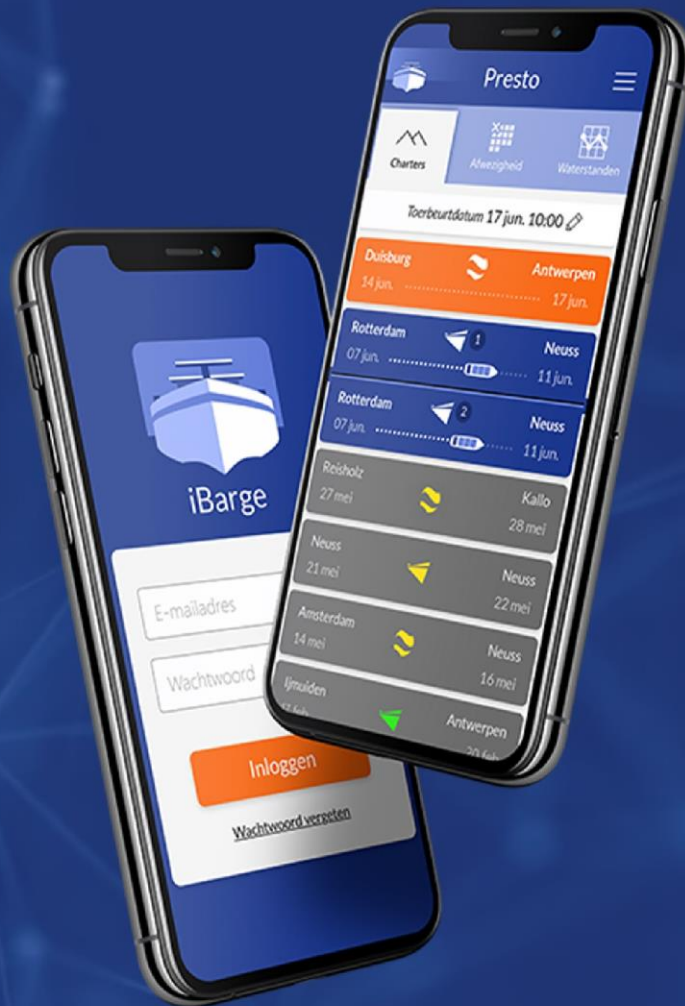 iBarge
E-mailadres
Wachtwoord
Inloggen
Wachtwoord vergeten
Presto
Charters
Afwezigheid
Waterstanden
Toerbeurtdatum 17 jun. 10:00
Duisburg Antwerpen
14 jun. 17 jun.
Rotterdam 1 Neuss
07 jun. 11 jun.
Rotterdam 2 Neuss
07 jun. 11 jun.
Reisholz Kallo
27 mei 28 mei
Neuss Neuss
21 mei 22 mei
Amsterdam Neuss
14 mei 16 mei
Ijmuiden Antwerpen
20 feb.